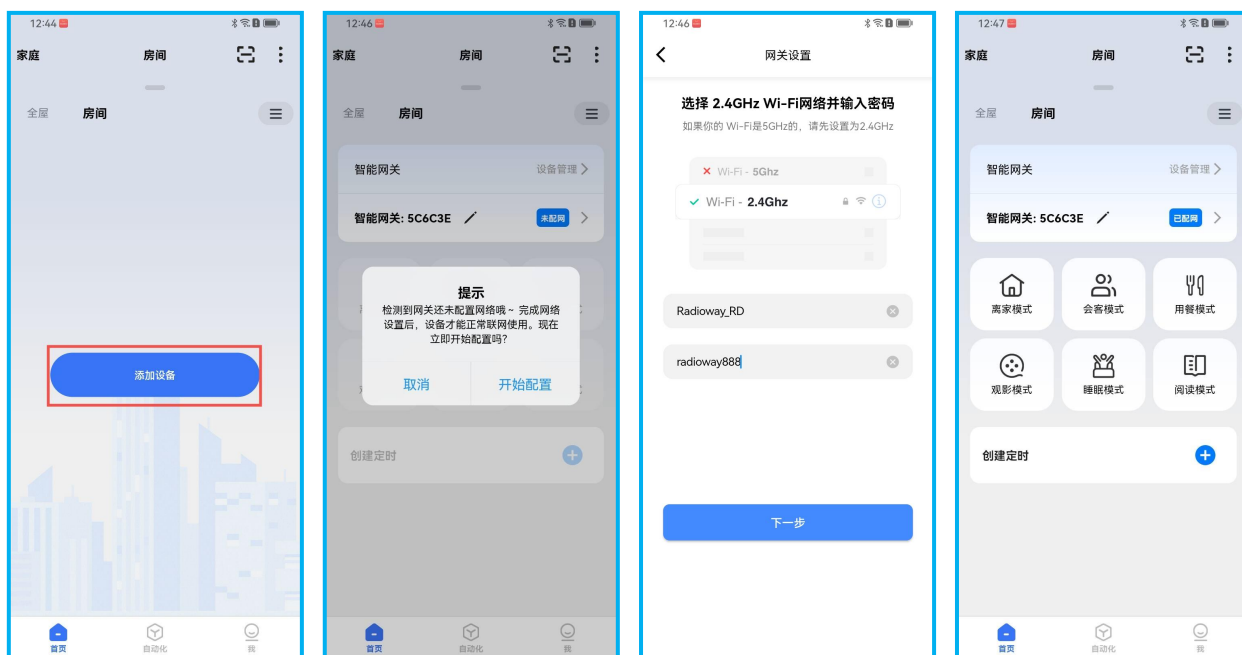 12:44
家庭
房间
全屋
房间
添加设备
首页
自动化
我
12:46
家庭
房间
全屋
房间
智能网关
设备管理
智能网关: 5C6C3E
未配网
提示
检测到网关还未配置网络哦~ 完成网络
设置后，设备才能正常联网使用。现在
立即开始配置吗?
取消
开始配置
创建定时
首页
自动化
我
12:46
网关设置
选择 2.4GHz Wi-Fi网络并输入密码
如果你的 Wi-Fi是5GHz的，请先设置为2.4GHz
Wi-Fi - 5Ghz
Wi-Fi - 2.4Ghz
Radioway_RD
radioway888
下一步
12:47
家庭
房间
全屋
房间
智能网关
设备管理
智能网关: 5C6C3E
已配网
离家模式
会客模式
用餐模式
观影模式
睡眠模式
阅读模式
创建定时
首页
自动化
我